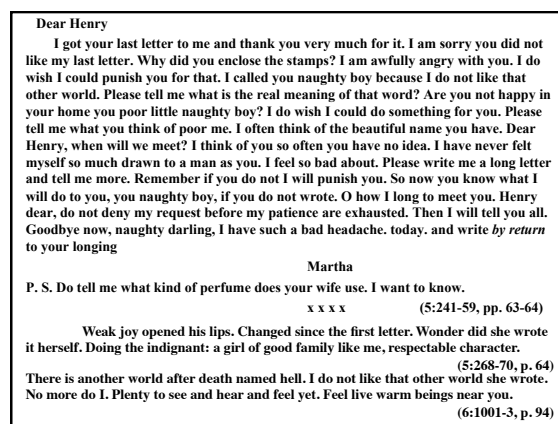 Dear Henry
I got your last letter to me and thank you very much for it. I am sorry you did not
like my last letter. Why did you enclose the stamps? I am awfully angry with you. I do
wish I could punish you for that. I called you naughty boy because I do not like that
other world. Please tell me what is the real meaning of that word? Are you not happy in
your home you poor little naughty boy? I do wish I could do something for you. Please
tell me what you think of poor me. I often think of the beautiful name you have. Dear
Henry, when will we meet? I think of you so often you have no idea. I have never felt
myself so much drawn to a man as you. I feel so bad about. Please write me a long letter
and tell me more. Remember if you do not I will punish you. So now you know what I
will do to you, you naughty boy, if you do not wrote. O how I long to meet you. Henry
dear, do not deny my request before my patience are exhausted. Then I will tell you all.
Goodbye now, naughty darling, I have such a bad headache. today. and write by return
to your longing
Martha
P. S. Do tell me what kind of perfume does your wife use. I want to know.
x x x x (5:241-59, pp. 63-64)
Weak joy opened his lips. Changed since the first letter. Wonder did she wrote
it herself. Doing the indignant: a girl of good family like me, respectable character.
(5:268-70, p. 64)
There is another world after death named hell. I do not like that other world she wrote.
No more do I. Plenty to see and hear and feel yet. Feel live warm beings near you.
(6:1001-3, p. 94)